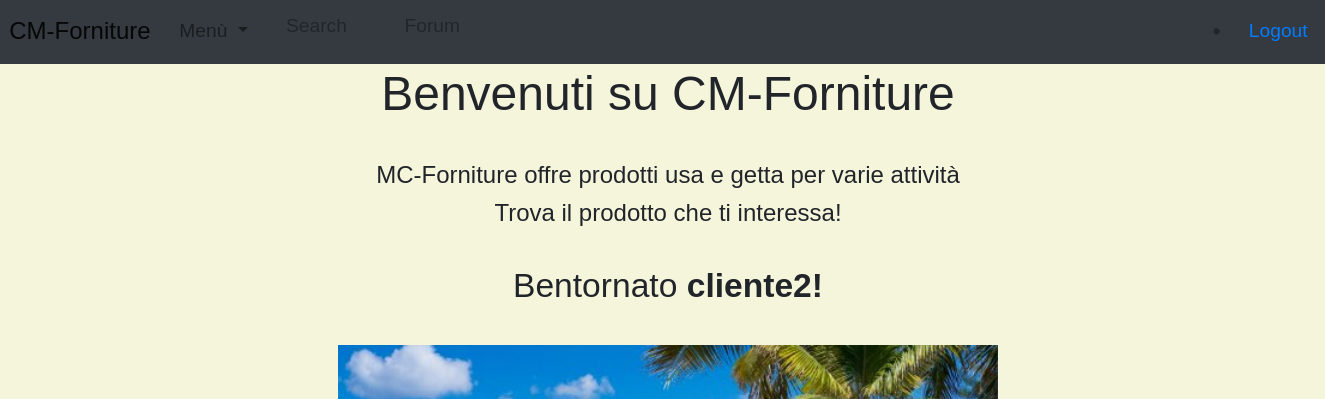 CM-Forniture Menù Search Forum Logout
Benvenuti su CM-Forniture
MC-Forniture offre prodotti usa e getta per varie attività
Trova il prodotto che ti interessa!
Bentornato cliente2!